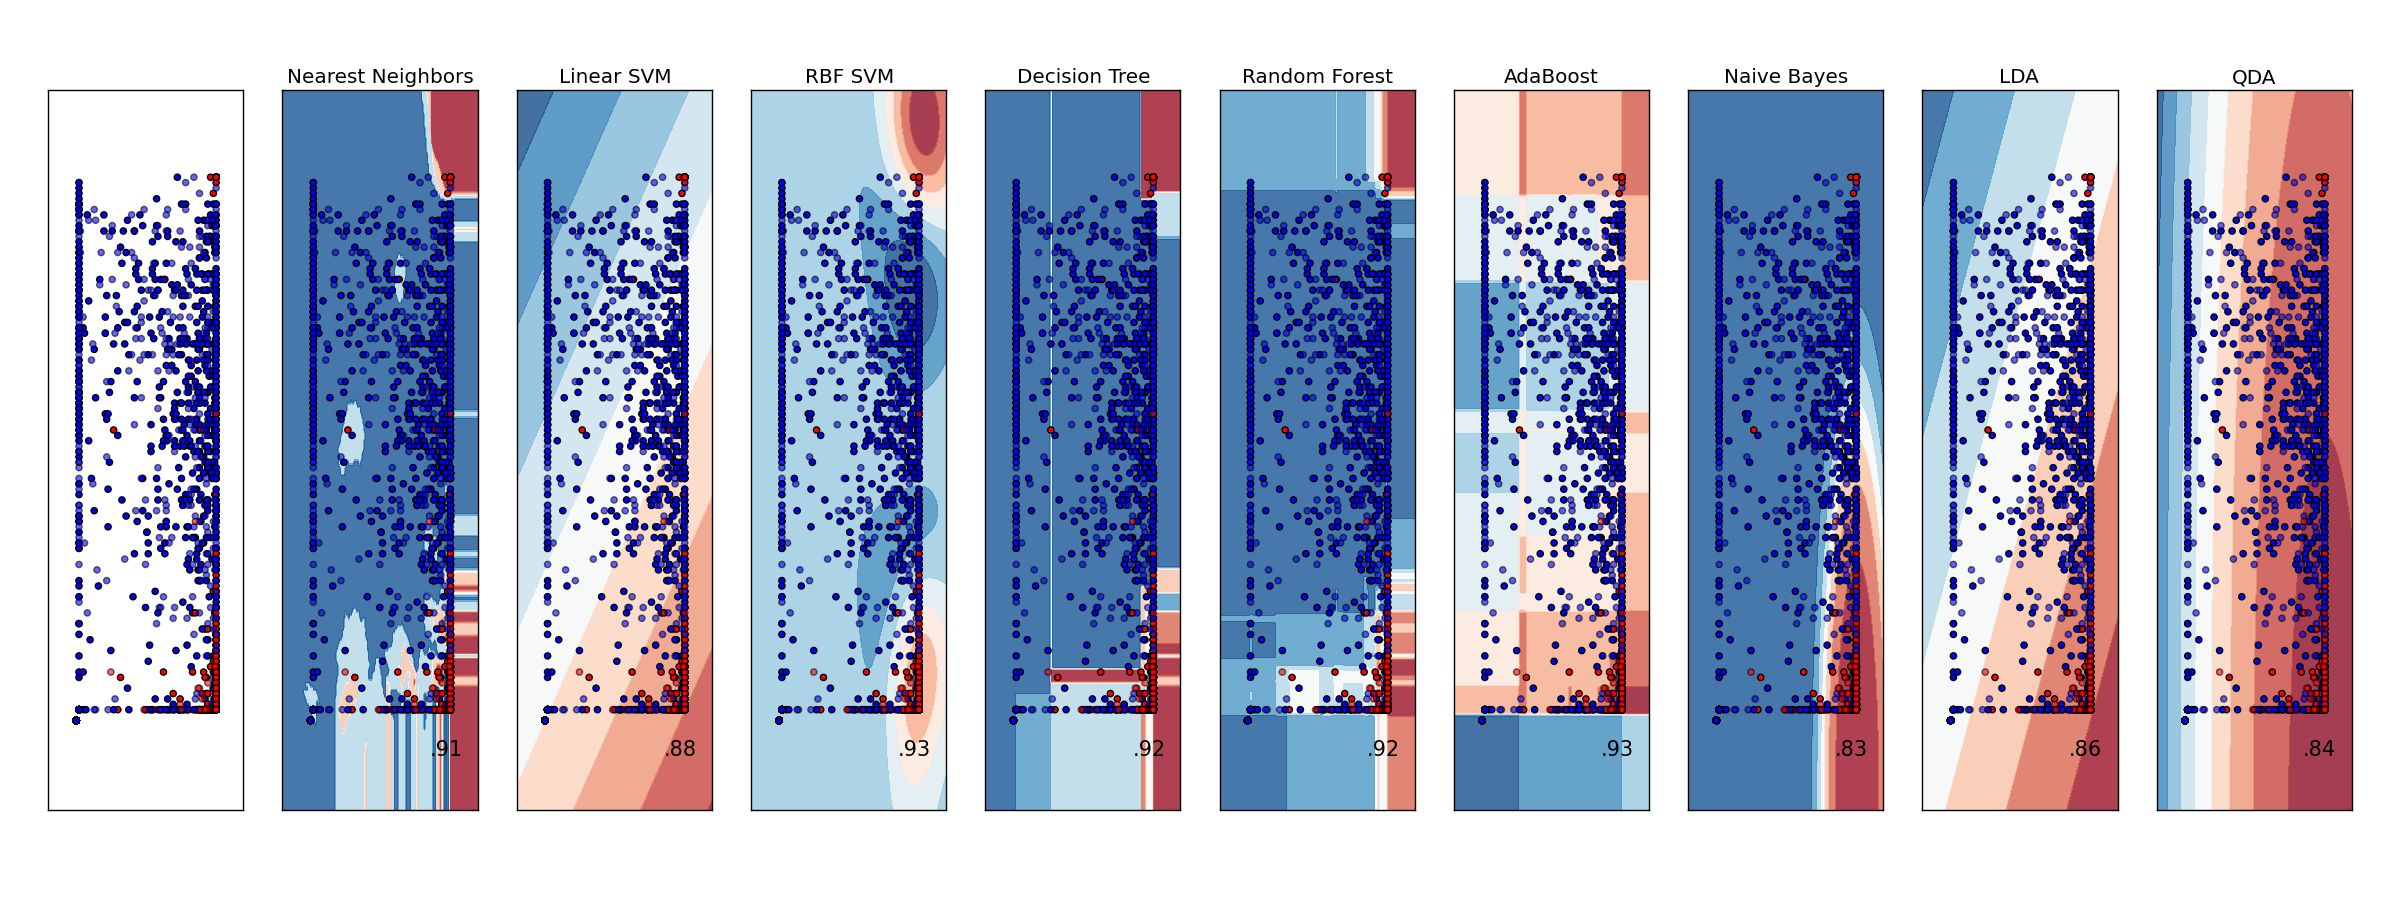 Nearest Neighbors
Linear SVM
RBF SVM
Decision Tree
Random Forest
AdaBoost
Naive Bayes
LDA
QDA
.91
.88
.93
.92
.92
.93
.83
.86
.84